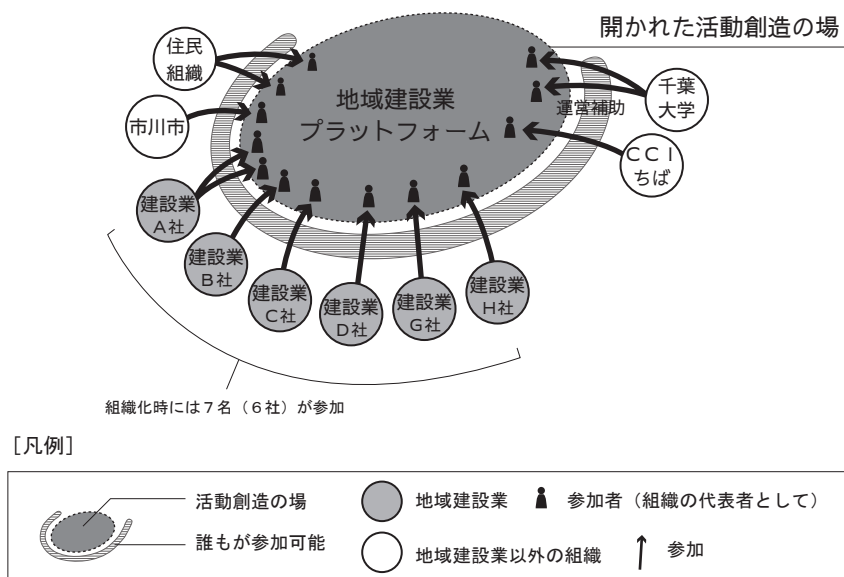 開かれた活動創造の場
住民
組織
市川市
地域建設業
プラットフォーム
運営補助
千葉
大学
ＣＣＩ
ちば
建設業
Ａ社
建設業
Ｂ社
建設業
Ｃ社
建設業
Ｄ社
建設業
Ｇ社
建設業
Ｈ社
組織化時には７名（６社）が参加
［凡例］
活動創造の場
誰もが参加可能
地域建設業
参加者（組織の代表者として）
地域建設業以外の組織
参加